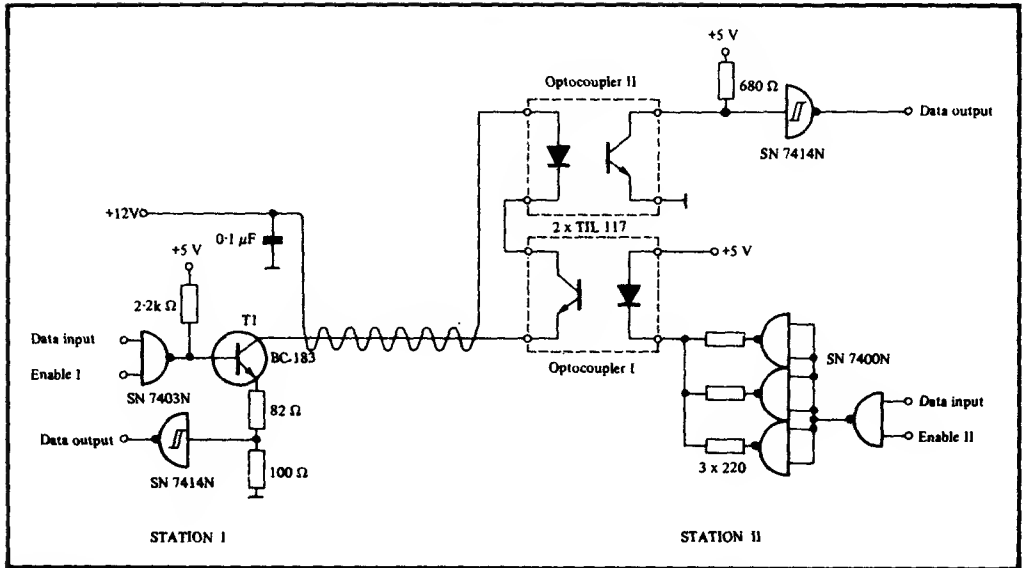 +5 V
Optocoupler II
680 Ω
Data output
SN 7414N
+12V
0·1 µF
2 x TIL 117
+5 V
+5 V
2·2k Ω
T1
Data input
BC-183
Optocoupler I
SN 7400N
Enable I
SN 7403N
82 Ω
Data input
Data output
Enable II
SN 7414N
100 Ω
3 x 220
STATION I
STATION II